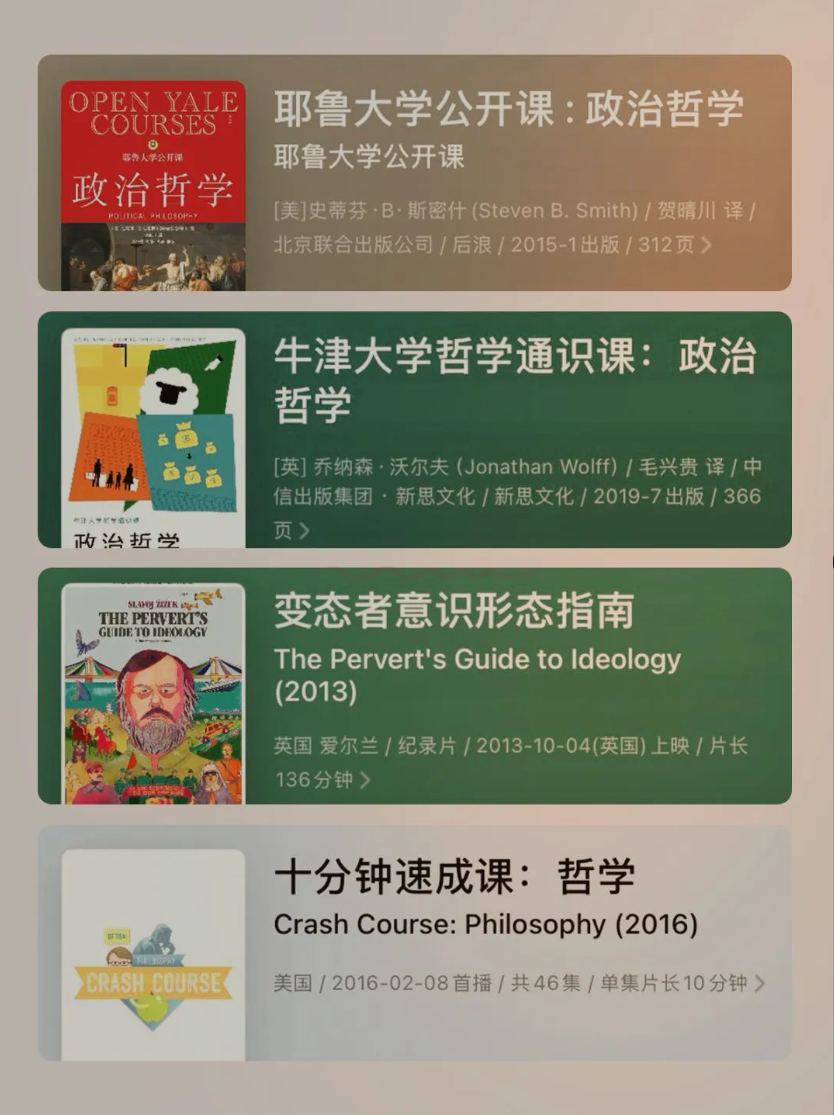 OPEN YALE
COURSES
耶鲁大学公开课
政治哲学
POLITICAL PHILOSOPHY
耶鲁大学公开课:政治哲学
耶鲁大学公开课
[美]史蒂芬·B·斯密什(Steven B. Smith) / 贺晴川 译 /
北京联合出版公司 / 后浪 / 2015-1出版 / 312页 >
牛津大学哲学通识课
政治哲学
牛津大学哲学通识课：政治
哲学
[英] 乔纳森·沃尔夫 (Jonathan Wolff) / 毛兴贵 译 / 中
信出版集团·新思文化 / 新思文化 / 2019-7出版 / 366
页 >
SLAVOJ ŽIŽEK
THE PERVERT'S
GUIDE TO IDEOLOGY
变态者意识形态指南
The Pervert's Guide to Ideology
(2013)
英国 爱尔兰 / 纪录片 / 2013-10-04(英国)上映 / 片长
136分钟 >
PHILOSOPHY
CRASH COURSE
十分钟速成课：哲学
Crash Course: Philosophy (2016)
美国 / 2016-02-08首播 / 共46集 / 单集片长10分钟 >